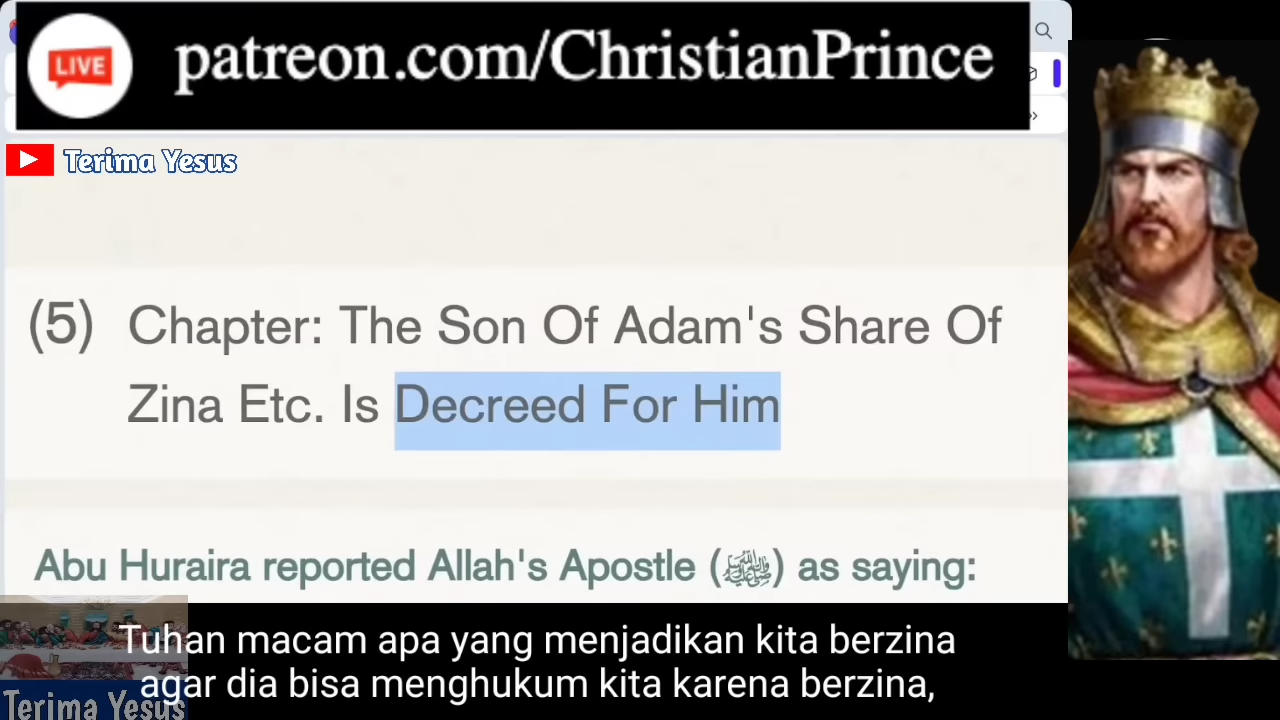 LIVE
patreon.com/ChristianPrince
Terima Yesus
(5) Chapter: The Son Of Adam's Share Of
Zina Etc. Is Decreed For Him
Abu Huraira reported Allah's Apostle (ﷺ) as saying:
Tuhan macam apa yang menjadikan kita berzina
agar dia bisa menghukum kita karena berzina,
Terima Yesus